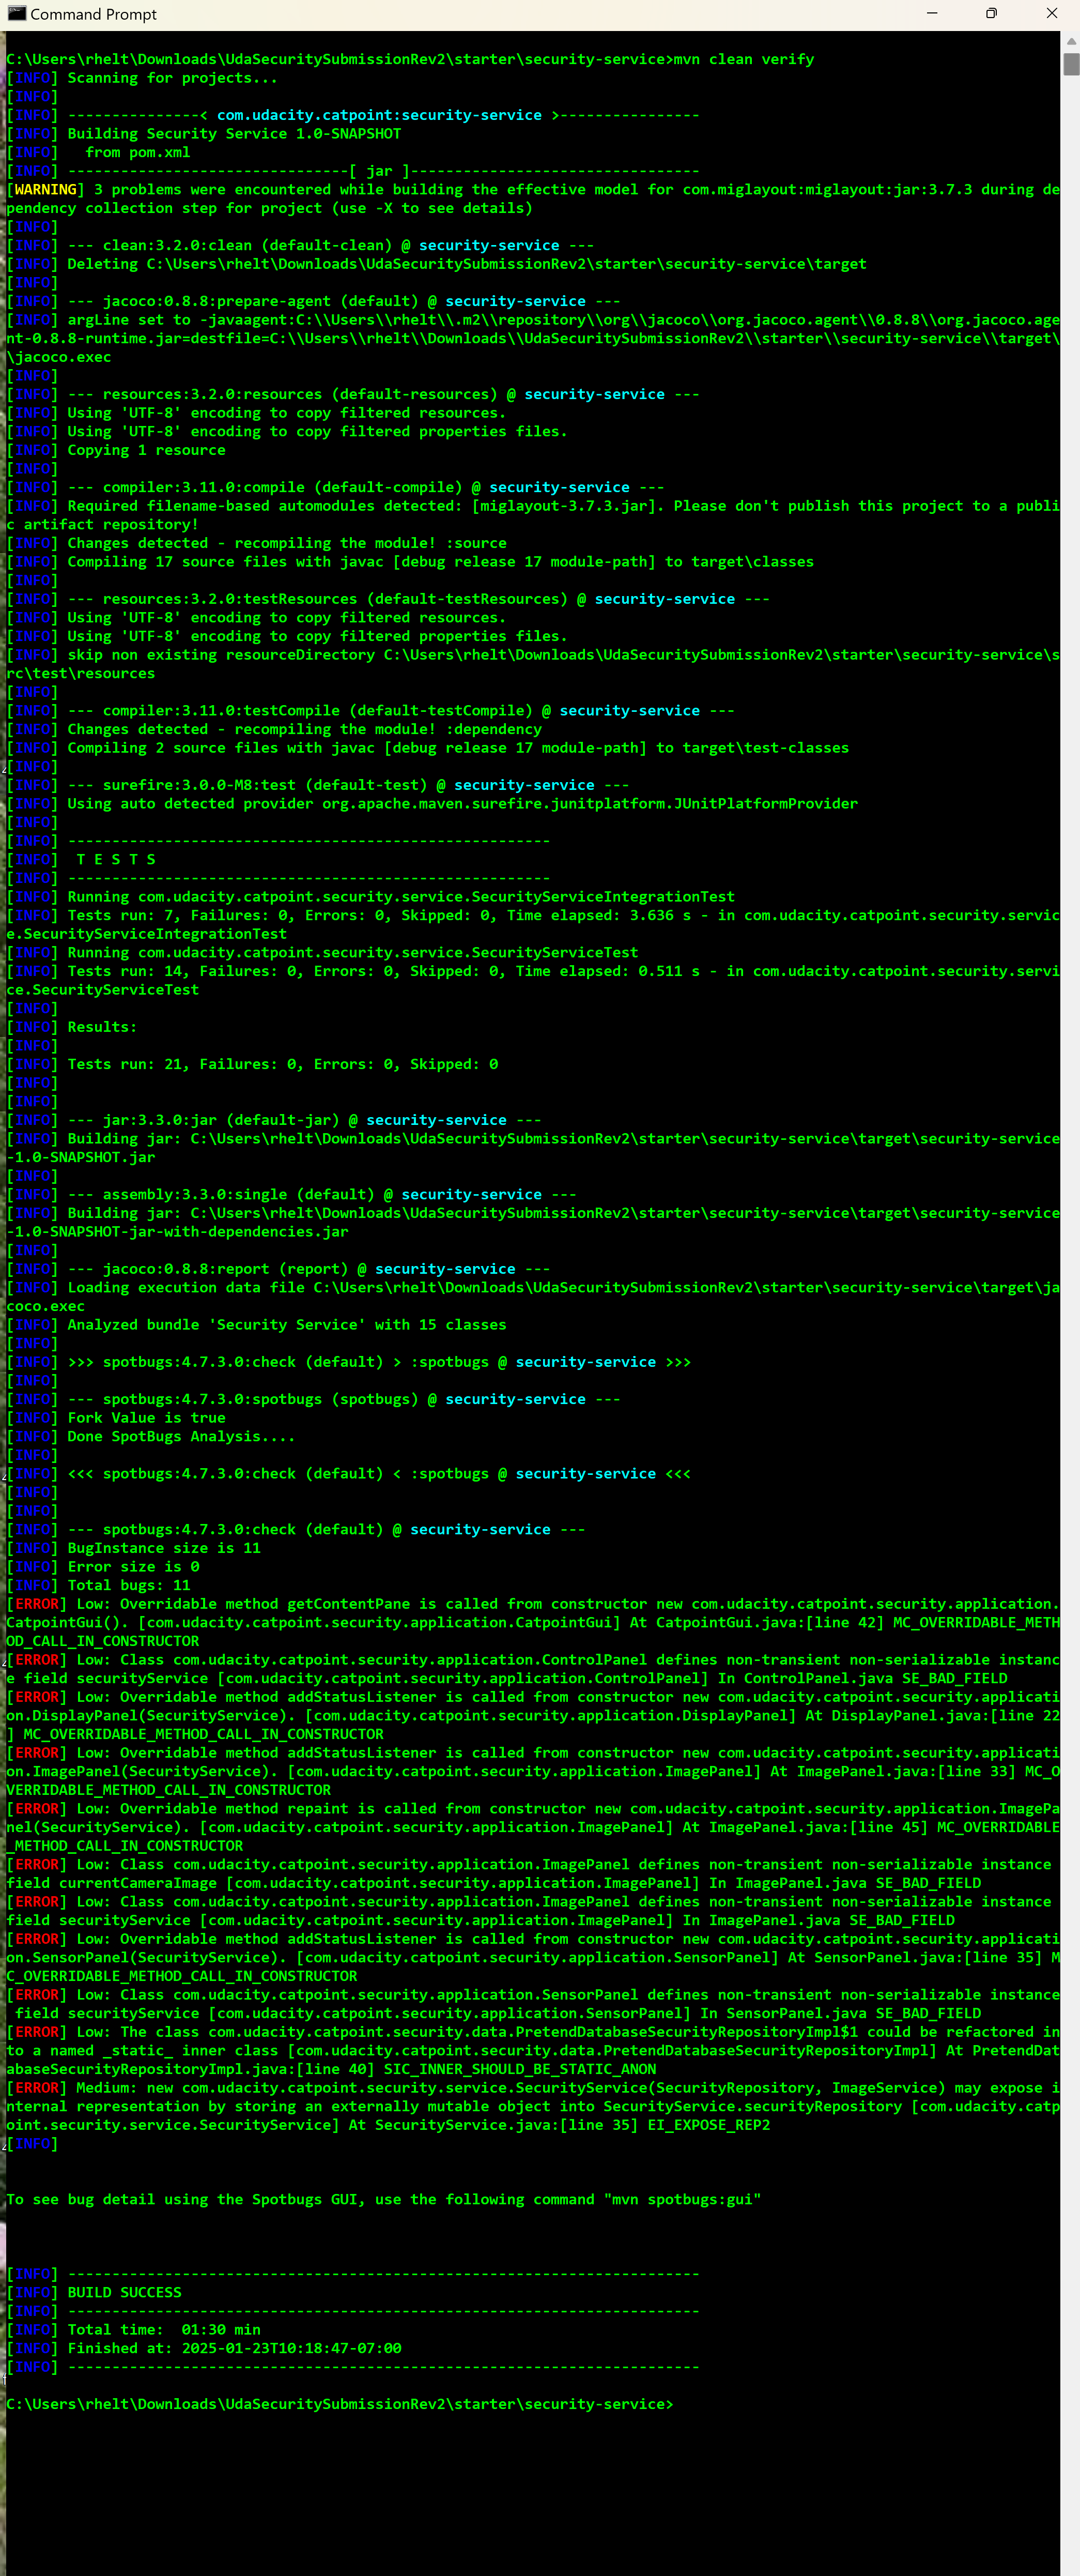 Command Prompt
C:\Users\rhelt\Downloads\UdaSecuritySubmissionRev2\starter\security-service>mvn clean verify
[INFO] Scanning for projects...
[INFO]
[INFO] ---------------< com.udacity.catpoint:security-service >----------------
[INFO] Building Security Service 1.0-SNAPSHOT
[INFO]   from pom.xml
[INFO] --------------------------------[ jar ]---------------------------------
[WARNING] 3 problems were encountered while building the effective model for com.miglayout:miglayout:jar:3.7.3 during de
pendency collection step for project (use -X to see details)
[INFO]
[INFO] --- clean:3.2.0:clean (default-clean) @ security-service ---
[INFO] Deleting C:\Users\rhelt\Downloads\UdaSecuritySubmissionRev2\starter\security-service\target
[INFO]
[INFO] --- jacoco:0.8.8:prepare-agent (default) @ security-service ---
[INFO] argLine set to -javaagent:C:\\Users\\rhelt\\.m2\\repository\\org\\jacoco\\org.jacoco.agent\\0.8.8\\org.jacoco.age
nt-0.8.8-runtime.jar=destfile=C:\\Users\\rhelt\\Downloads\\UdaSecuritySubmissionRev2\\starter\\security-service\\target\
\jacoco.exec
[INFO]
[INFO] --- resources:3.2.0:resources (default-resources) @ security-service ---
[INFO] Using 'UTF-8' encoding to copy filtered resources.
[INFO] Using 'UTF-8' encoding to copy filtered properties files.
[INFO] Copying 1 resource
[INFO]
[INFO] --- compiler:3.11.0:compile (default-compile) @ security-service ---
[INFO] Required filename-based automodules detected: [miglayout-3.7.3.jar]. Please don't publish this project to a publi
c artifact repository!
[INFO] Changes detected - recompiling the module! :source
[INFO] Compiling 17 source files with javac [debug release 17 module-path] to target\classes
[INFO]
[INFO] --- resources:3.2.0:testResources (default-testResources) @ security-service ---
[INFO] Using 'UTF-8' encoding to copy filtered resources.
[INFO] Using 'UTF-8' encoding to copy filtered properties files.
[INFO] skip non existing resourceDirectory C:\Users\rhelt\Downloads\UdaSecuritySubmissionRev2\starter\security-service\s
rc\test\resources
[INFO]
[INFO] --- compiler:3.11.0:testCompile (default-testCompile) @ security-service ---
[INFO] Changes detected - recompiling the module! :dependency
[INFO] Compiling 2 source files with javac [debug release 17 module-path] to target\test-classes
[INFO]
[INFO] --- surefire:3.0.0-M8:test (default-test) @ security-service ---
[INFO] Using auto detected provider org.apache.maven.surefire.junitplatform.JUnitPlatformProvider
[INFO]
[INFO] -------------------------------------------------------
[INFO]  T E S T S
[INFO] -------------------------------------------------------
[INFO] Running com.udacity.catpoint.security.service.SecurityServiceIntegrationTest
[INFO] Tests run: 7, Failures: 0, Errors: 0, Skipped: 0, Time elapsed: 3.636 s - in com.udacity.catpoint.security.servic
e.SecurityServiceIntegrationTest
[INFO] Running com.udacity.catpoint.security.service.SecurityServiceTest
[INFO] Tests run: 14, Failures: 0, Errors: 0, Skipped: 0, Time elapsed: 0.511 s - in com.udacity.catpoint.security.servi
ce.SecurityServiceTest
[INFO]
[INFO] Results:
[INFO]
[INFO] Tests run: 21, Failures: 0, Errors: 0, Skipped: 0
[INFO]
[INFO]
[INFO] --- jar:3.3.0:jar (default-jar) @ security-service ---
[INFO] Building jar: C:\Users\rhelt\Downloads\UdaSecuritySubmissionRev2\starter\security-service\target\security-service
-1.0-SNAPSHOT.jar
[INFO]
[INFO] --- assembly:3.3.0:single (default) @ security-service ---
[INFO] Building jar: C:\Users\rhelt\Downloads\UdaSecuritySubmissionRev2\starter\security-service\target\security-service
-1.0-SNAPSHOT-jar-with-dependencies.jar
[INFO]
[INFO] --- jacoco:0.8.8:report (report) @ security-service ---
[INFO] Loading execution data file C:\Users\rhelt\Downloads\UdaSecuritySubmissionRev2\starter\security-service\target\ja
coco.exec
[INFO] Analyzed bundle 'Security Service' with 15 classes
[INFO]
[INFO] >>> spotbugs:4.7.3.0:check (default) > :spotbugs @ security-service >>>
[INFO]
[INFO] --- spotbugs:4.7.3.0:spotbugs (spotbugs) @ security-service ---
[INFO] Fork Value is true
[INFO] Done SpotBugs Analysis....
[INFO]
[INFO] <<< spotbugs:4.7.3.0:check (default) < :spotbugs @ security-service <<<
[INFO]
[INFO]
[INFO] --- spotbugs:4.7.3.0:check (default) @ security-service ---
[INFO] BugInstance size is 11
[INFO] Error size is 0
[INFO] Total bugs: 11
[ERROR] Low: Overridable method getContentPane is called from constructor new com.udacity.catpoint.security.application.
CatpointGui(). [com.udacity.catpoint.security.application.CatpointGui] At CatpointGui.java:[line 42] MC_OVERRIDABLE_METH
OD_CALL_IN_CONSTRUCTOR
[ERROR] Low: Class com.udacity.catpoint.security.application.ControlPanel defines non-transient non-serializable instanc
e field securityService [com.udacity.catpoint.security.application.ControlPanel] In ControlPanel.java SE_BAD_FIELD
[ERROR] Low: Overridable method addStatusListener is called from constructor new com.udacity.catpoint.security.applicati
on.DisplayPanel(SecurityService). [com.udacity.catpoint.security.application.DisplayPanel] At DisplayPanel.java:[line 22
] MC_OVERRIDABLE_METHOD_CALL_IN_CONSTRUCTOR
[ERROR] Low: Overridable method addStatusListener is called from constructor new com.udacity.catpoint.security.applicati
on.ImagePanel(SecurityService). [com.udacity.catpoint.security.application.ImagePanel] At ImagePanel.java:[line 33] MC_O
VERRIDABLE_METHOD_CALL_IN_CONSTRUCTOR
[ERROR] Low: Overridable method repaint is called from constructor new com.udacity.catpoint.security.application.ImagePa
nel(SecurityService). [com.udacity.catpoint.security.application.ImagePanel] At ImagePanel.java:[line 45] MC_OVERRIDABLE
_METHOD_CALL_IN_CONSTRUCTOR
[ERROR] Low: Class com.udacity.catpoint.security.application.ImagePanel defines non-transient non-serializable instance
field currentCameraImage [com.udacity.catpoint.security.application.ImagePanel] In ImagePanel.java SE_BAD_FIELD
[ERROR] Low: Class com.udacity.catpoint.security.application.ImagePanel defines non-transient non-serializable instance
field securityService [com.udacity.catpoint.security.application.ImagePanel] In ImagePanel.java SE_BAD_FIELD
[ERROR] Low: Overridable method addStatusListener is called from constructor new com.udacity.catpoint.security.applicati
on.SensorPanel(SecurityService). [com.udacity.catpoint.security.application.SensorPanel] At SensorPanel.java:[line 35] M
C_OVERRIDABLE_METHOD_CALL_IN_CONSTRUCTOR
[ERROR] Low: Class com.udacity.catpoint.security.application.SensorPanel defines non-transient non-serializable instance
 field securityService [com.udacity.catpoint.security.application.SensorPanel] In SensorPanel.java SE_BAD_FIELD
[ERROR] Low: The class com.udacity.catpoint.security.data.PretendDatabaseSecurityRepositoryImpl$1 could be refactored in
to a named _static_ inner class [com.udacity.catpoint.security.data.PretendDatabaseSecurityRepositoryImpl] At PretendDat
abaseSecurityRepositoryImpl.java:[line 40] SIC_INNER_SHOULD_BE_STATIC_ANON
[ERROR] Medium: new com.udacity.catpoint.security.service.SecurityService(SecurityRepository, ImageService) may expose i
nternal representation by storing an externally mutable object into SecurityService.securityRepository [com.udacity.catp
oint.security.service.SecurityService] At SecurityService.java:[line 35] EI_EXPOSE_REP2
[INFO]
To see bug detail using the Spotbugs GUI, use the following command "mvn spotbugs:gui"
[INFO] ------------------------------------------------------------------------
[INFO] BUILD SUCCESS
[INFO] ------------------------------------------------------------------------
[INFO] Total time:  01:30 min
[INFO] Finished at: 2025-01-23T10:18:47-07:00
[INFO] ------------------------------------------------------------------------
C:\Users\rhelt\Downloads\UdaSecuritySubmissionRev2\starter\security-service>